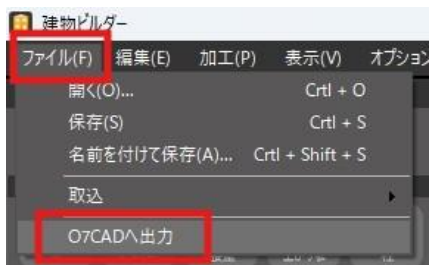 建物ビルダー
ファイル(F) 編集(E) 加工(P) 表示(V) オプション
開く(O)... Crtl + O
保存(S) Crtl + S
名前を付けて保存(A)... Crtl + Shift + S
取込
O7CADへ出力